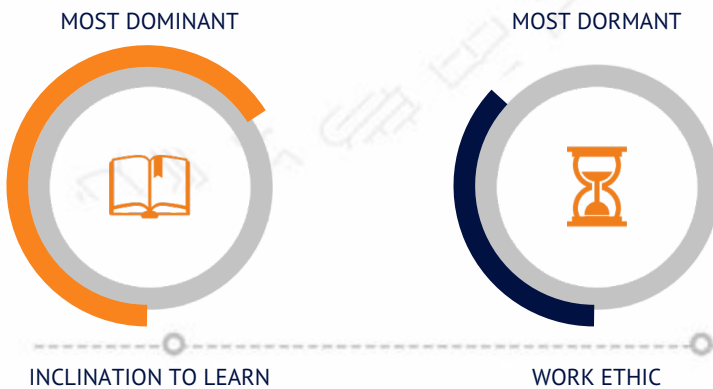 MOST DOMINANT
MOST DORMANT
INCLINATION TO LEARN
WORK ETHIC